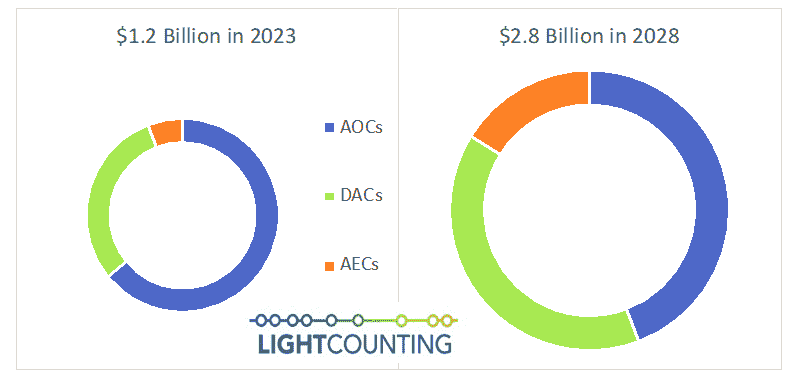 $1.2 Billion in 2023
$2.8 Billion in 2028
AOCs
DACs
AECs
LIGHTCOUNTING